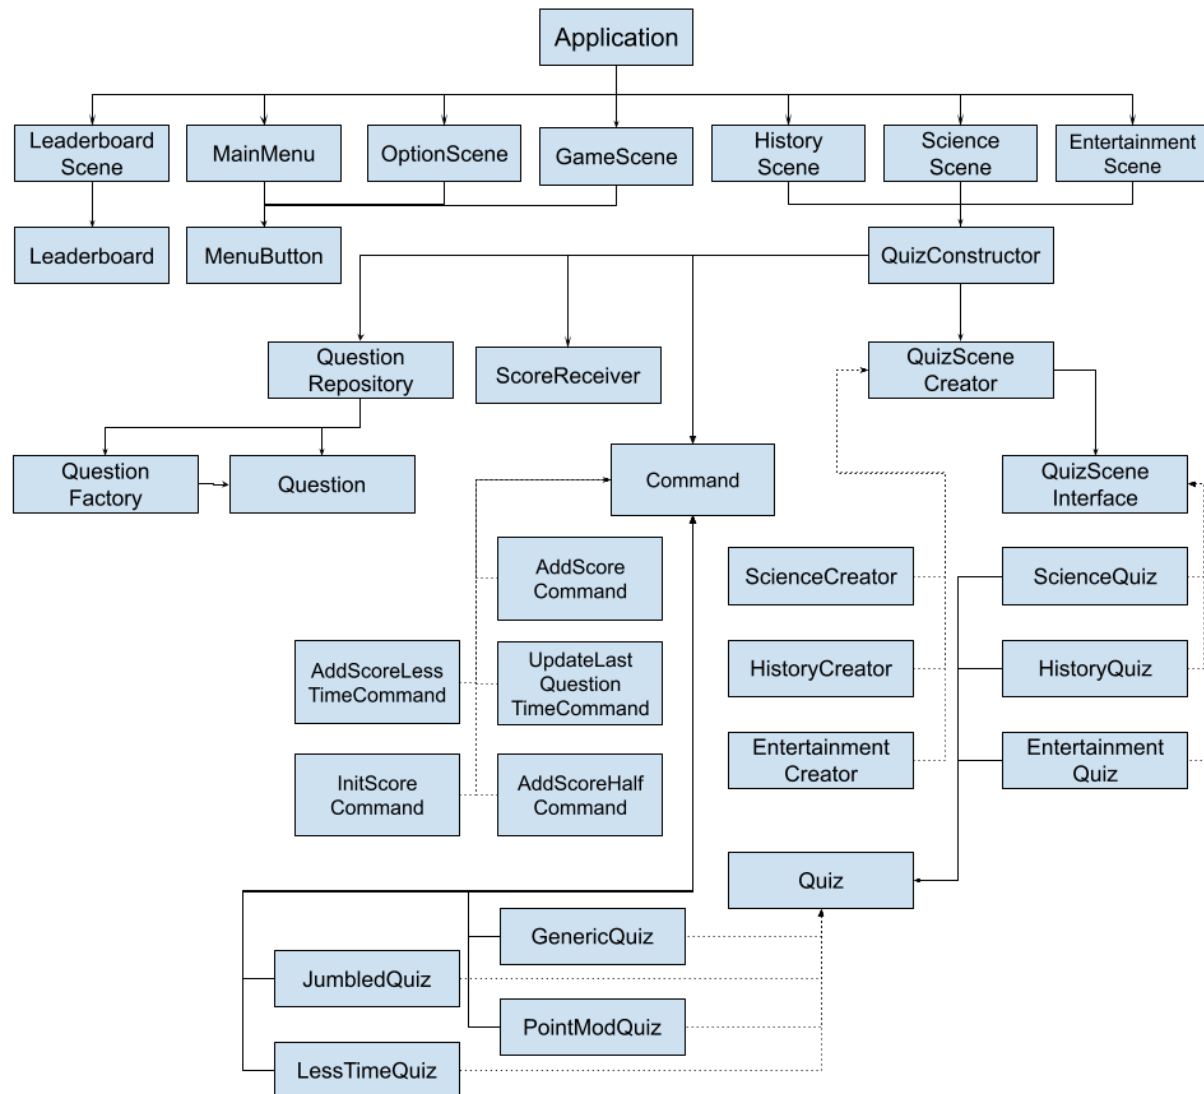 Application
Leaderboard
Scene
MainMenu
OptionScene
GameScene
History
Scene
Science
Scene
Entertainment
Scene
Leaderboard
MenuButton
QuizConstructor
Question
Repository
ScoreReceiver
QuizScene
Creator
Question
Factory
Question
Command
QuizScene
Interface
AddScore
Command
ScienceCreator
ScienceQuiz
AddScoreLess
TimeCommand
UpdateLast
Question
TimeCommand
HistoryCreator
HistoryQuiz
InitScore
Command
AddScoreHalf
Command
Entertainment
Creator
Entertainment
Quiz
Quiz
GenericQuiz
JumbledQuiz
PointModQuiz
LessTimeQuiz